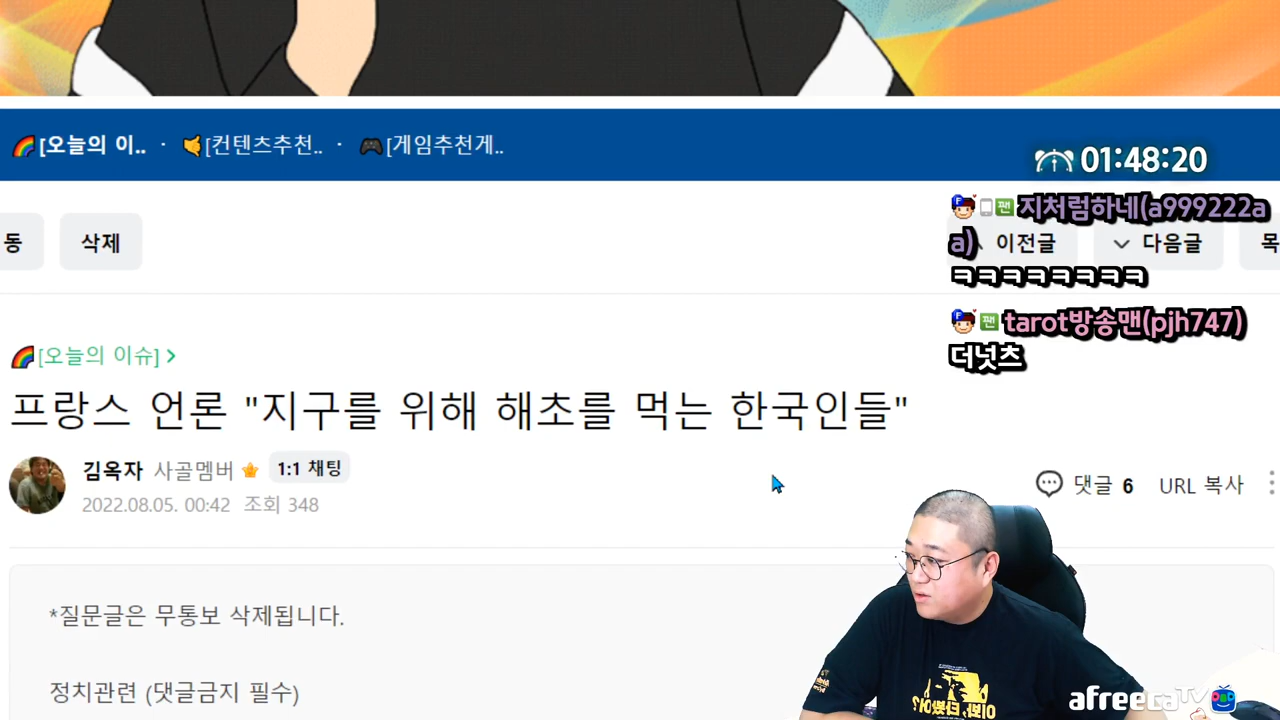 [오늘의 이.. · [컨텐츠추천.. · [게임추천게..
01:48:20
지처럼하네(a999222a
a)
ㅋㅋㅋㅋㅋㅋㅋㅋ
tarot방송맨(pjh747)
더넛츠
동 삭제
이전글 다음글
[오늘의 이슈] >
프랑스 언론 "지구를 위해 해초를 먹는 한국인들"
김옥자 사골멤버 1:1 채팅
2022.08.05. 00:42 조회 348
댓글 6 URL 복사
*질문글은 무통보 삭제됩니다.
정치관련 (댓글금지 필수)
afreecaTV